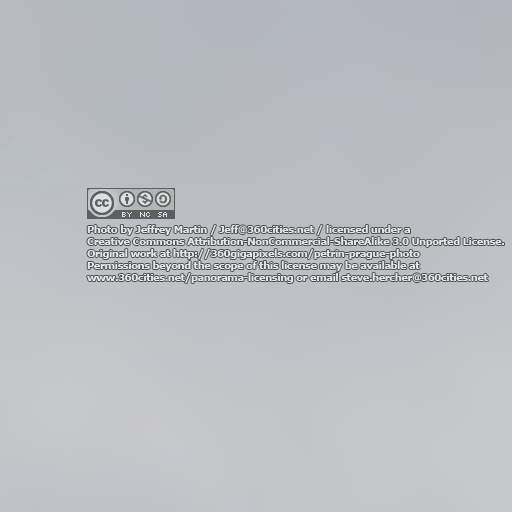 cc
BY NC SA
Photo by Jeffrey Martin / Jeff@360cities.net / licensed under a
Creative Commons Attribution-NonCommercial-ShareAlike 3.0 Unported License.
Original work at http://360gigapixels.com/petrin-prague-photo
Permissions beyond the scope of this license may be available at
www.360cities.net/panorama-licensing or email steve.hercher@360cities.net